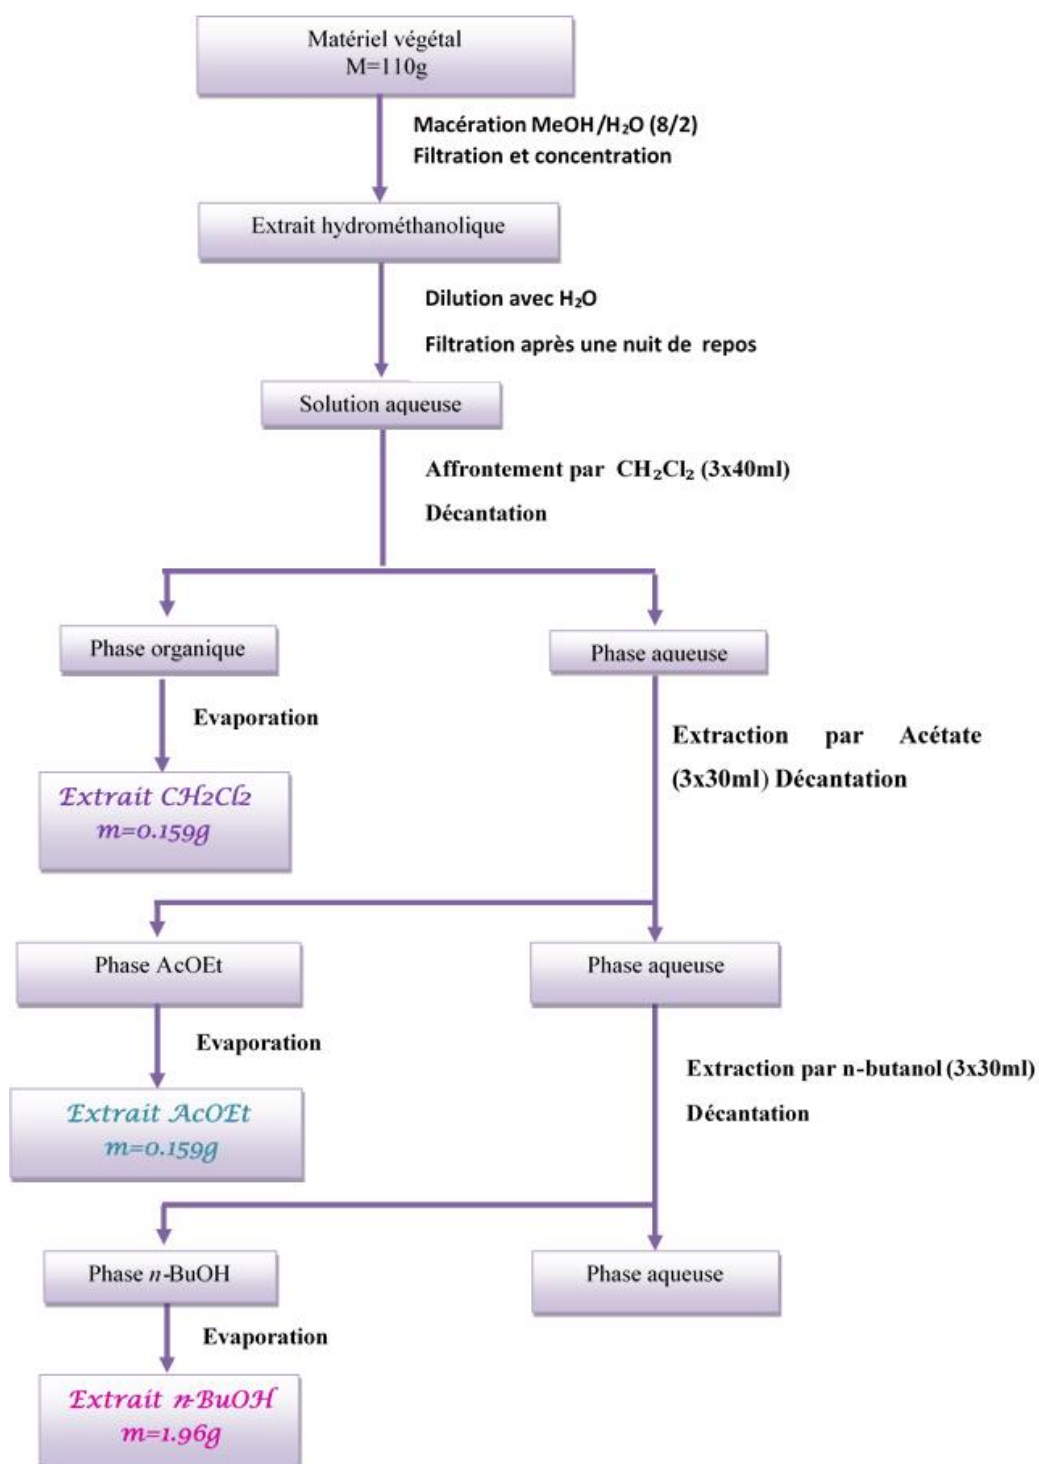 Matériel végétal
M=110g
Macération MeOH/H₂O (8/2)
Filtration et concentration
Extrait hydrométhanolique
Dilution avec H₂O
Filtration après une nuit de repos
Solution aqueuse
Affrontement par CH₂Cl₂ (3x40ml)
Décantation
Phase organique
Phase aqueuse
Evaporation
Extraction par Acétate
(3x30ml) Décantation
Extrait CH2Cl2
m=0.159g
Phase AcOEt
Phase aqueuse
Evaporation
Extraction par n-butanol (3x30ml)
Décantation
Extrait AcOEt
m=0.159g
Phase n-BuOH
Phase aqueuse
Evaporation
Extrait n-BuOH
m=1.96g